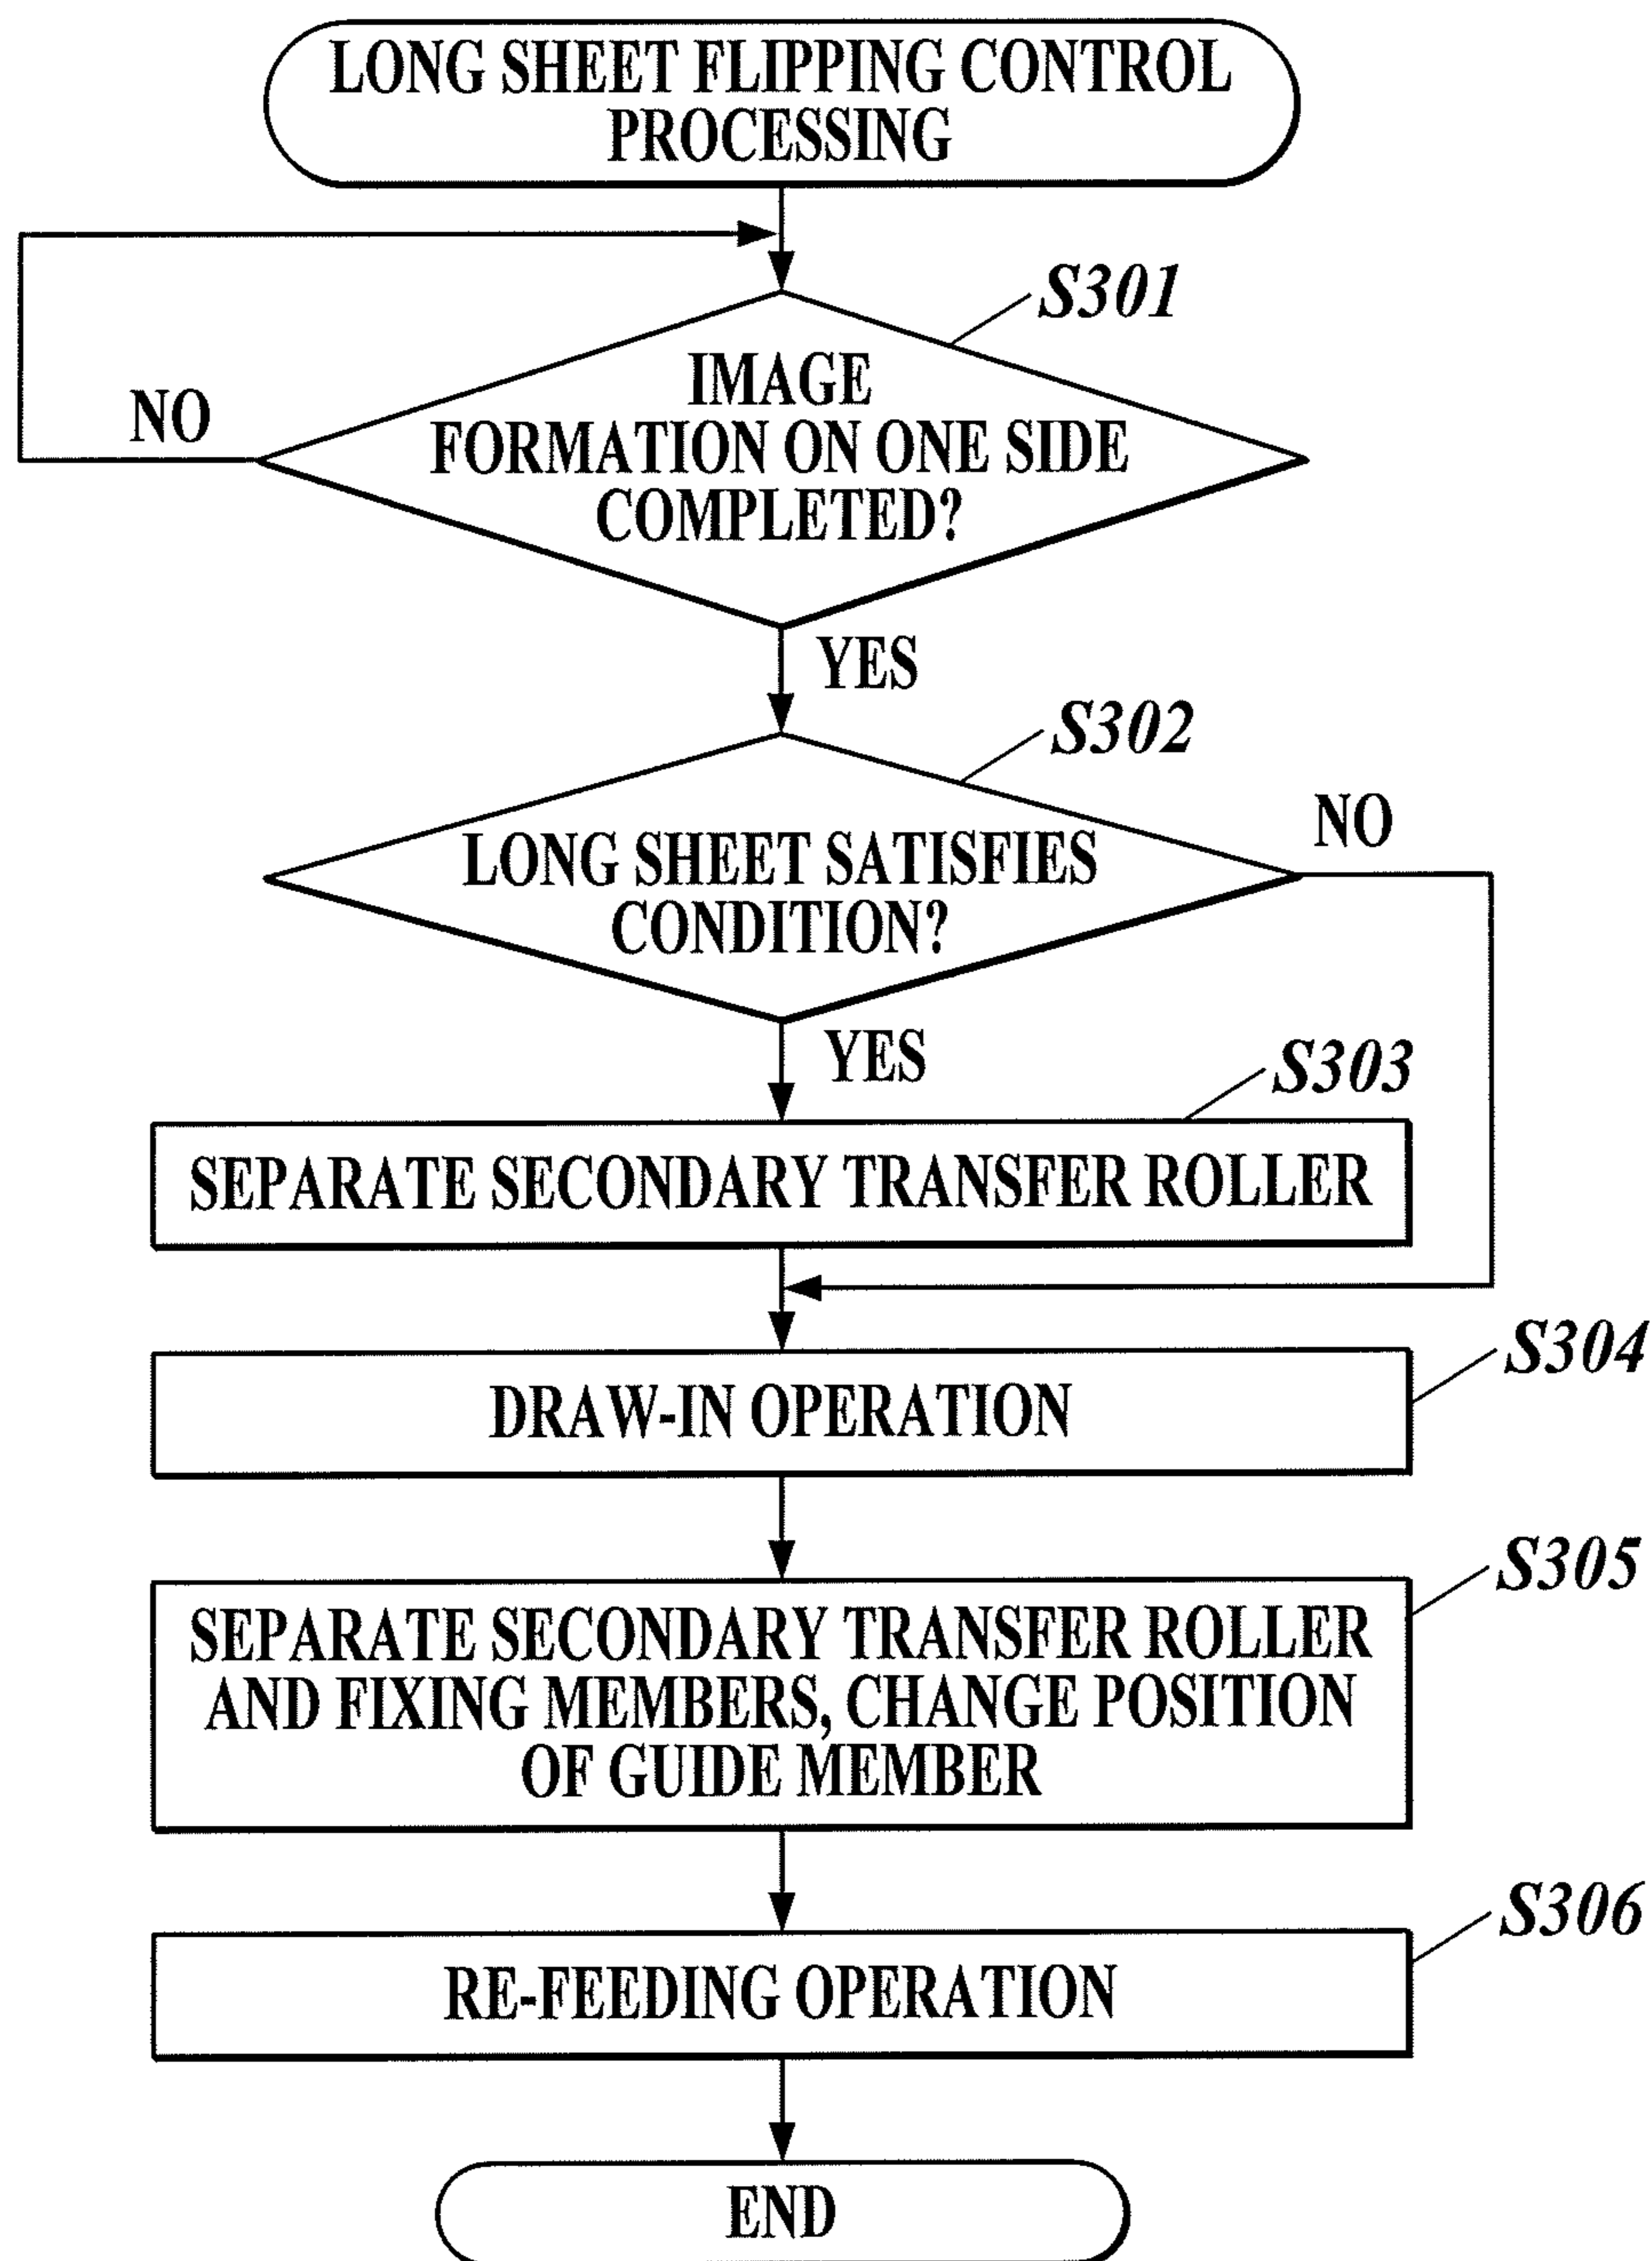 LONG SHEET FLIPPING CONTROL
PROCESSING
S301
IMAGE
FORMATION ON ONE SIDE
COMPLETED?
NO
YES
S302
LONG SHEET SATISFIES
CONDITION?
NO
YES
S303
SEPARATE SECONDARY TRANSFER ROLLER
S304
DRAW-IN OPERATION
S305
SEPARATE SECONDARY TRANSFER ROLLER
AND FIXING MEMBERS, CHANGE POSITION
OF GUIDE MEMBER
S306
RE-FEEDING OPERATION
END